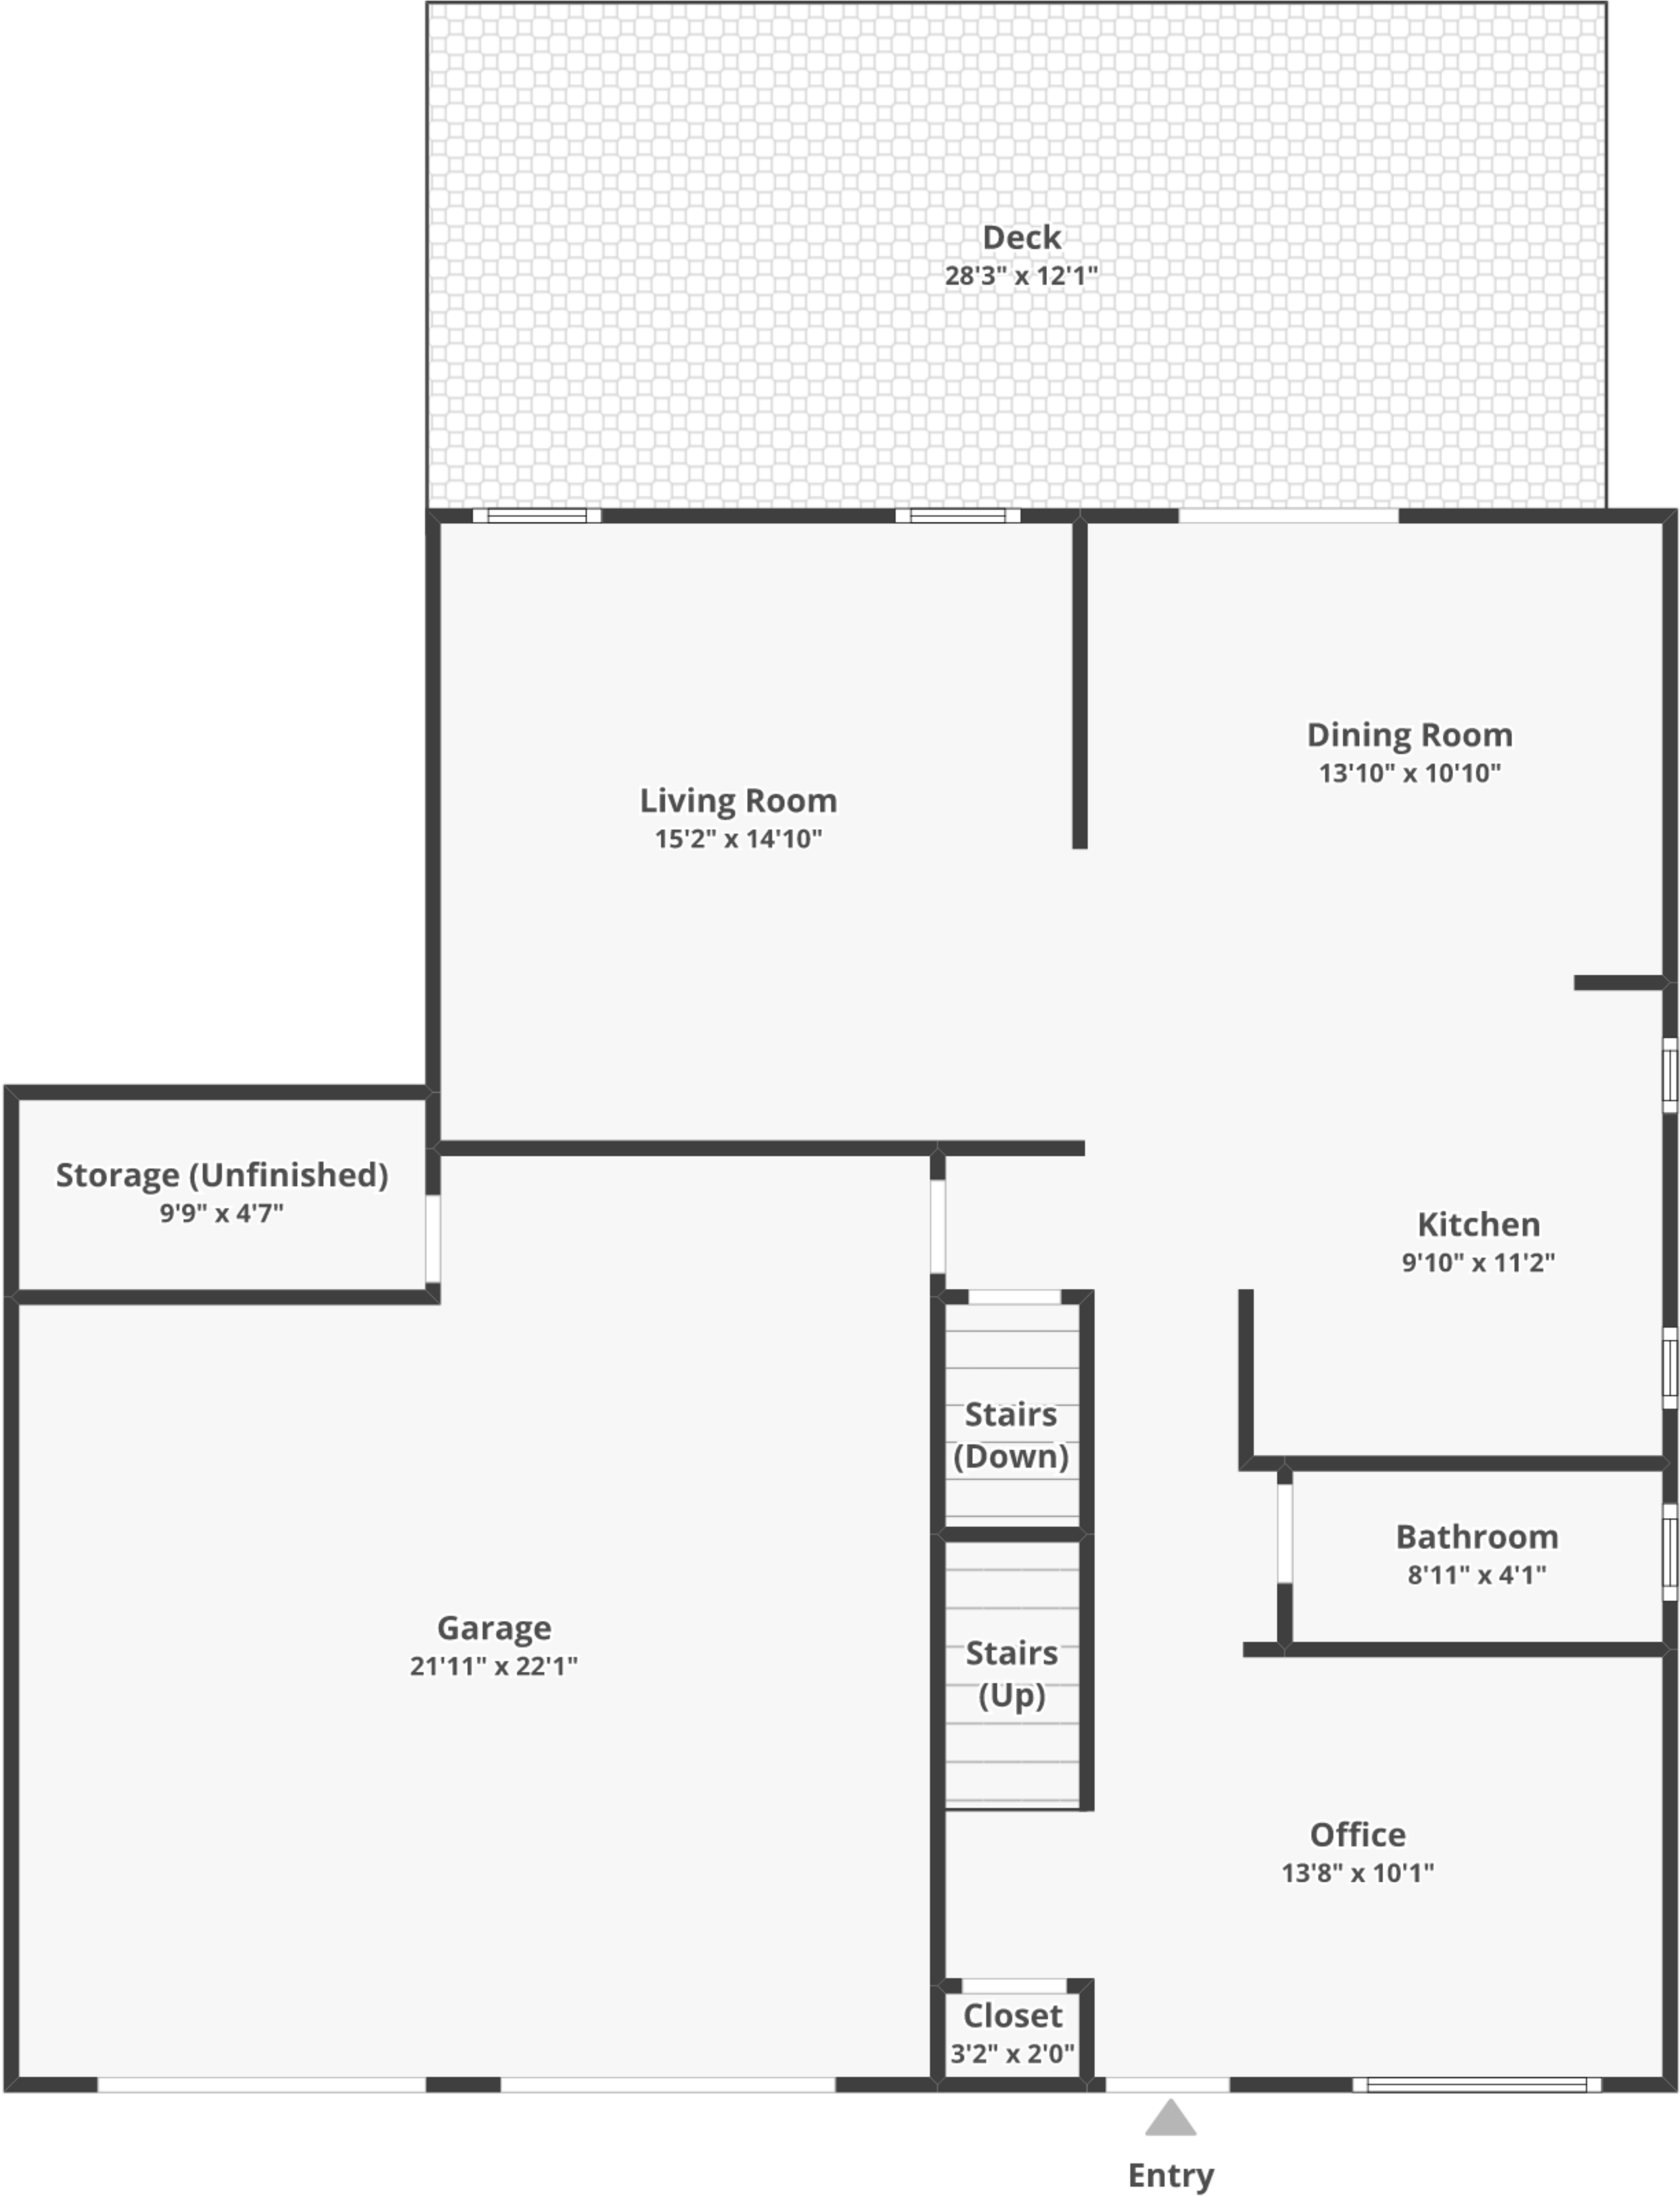 Deck
28'3" x 12'1"
Dining Room
13'10" x 10'10"
Living Room
15'2" x 14'10"
Storage (Unfinished)
9'9" x 4'7"
Kitchen
9'10" x 11'2"
Stairs
(Down)
Bathroom
8'11" x 4'1"
Garage
21'11" x 22'1"
Stairs
(Up)
Office
13'8" x 10'1"
Closet
3'2" x 2'0"
Entry